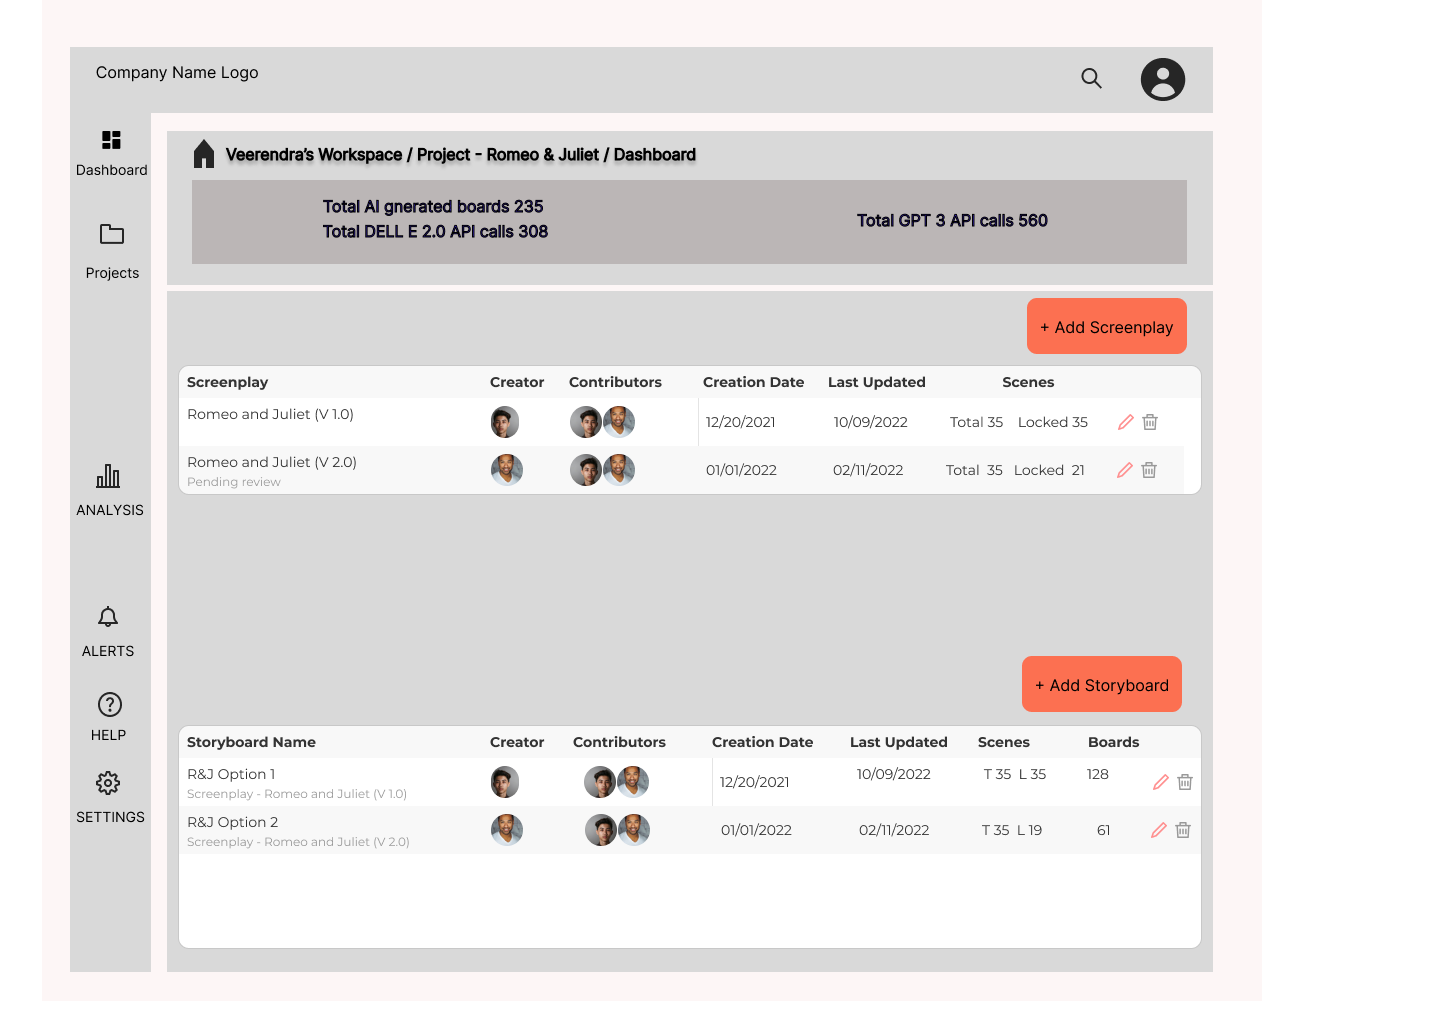 Company Name Logo
Dashboard
Projects
ANALYSIS
ALERTS
HELP
SETTINGS
Veerendra's Workspace / Project - Romeo & Juliet / Dashboard
Total AI gnerated boards 235
Total DELL E 2.0 API calls 308
Total GPT 3 API calls 560
+ Add Screenplay
Screenplay Creator Contributors Creation Date Last Updated Scenes
Romeo and Juliet (V 1.0) 12/20/2021 10/09/2022 Total 35 Locked 35
Romeo and Juliet (V 2.0) 01/01/2022 02/11/2022 Total 35 Locked 21
Pending review
+ Add Storyboard
Storyboard Name Creator Contributors Creation Date Last Updated Scenes Boards
R&J Option 1 12/20/2021 10/09/2022 T 35 L 35 128
Screenplay - Romeo and Juliet (V 1.0)
R&J Option 2 01/01/2022 02/11/2022 T 35 L 19 61
Screenplay - Romeo and Juliet (V 2.0)